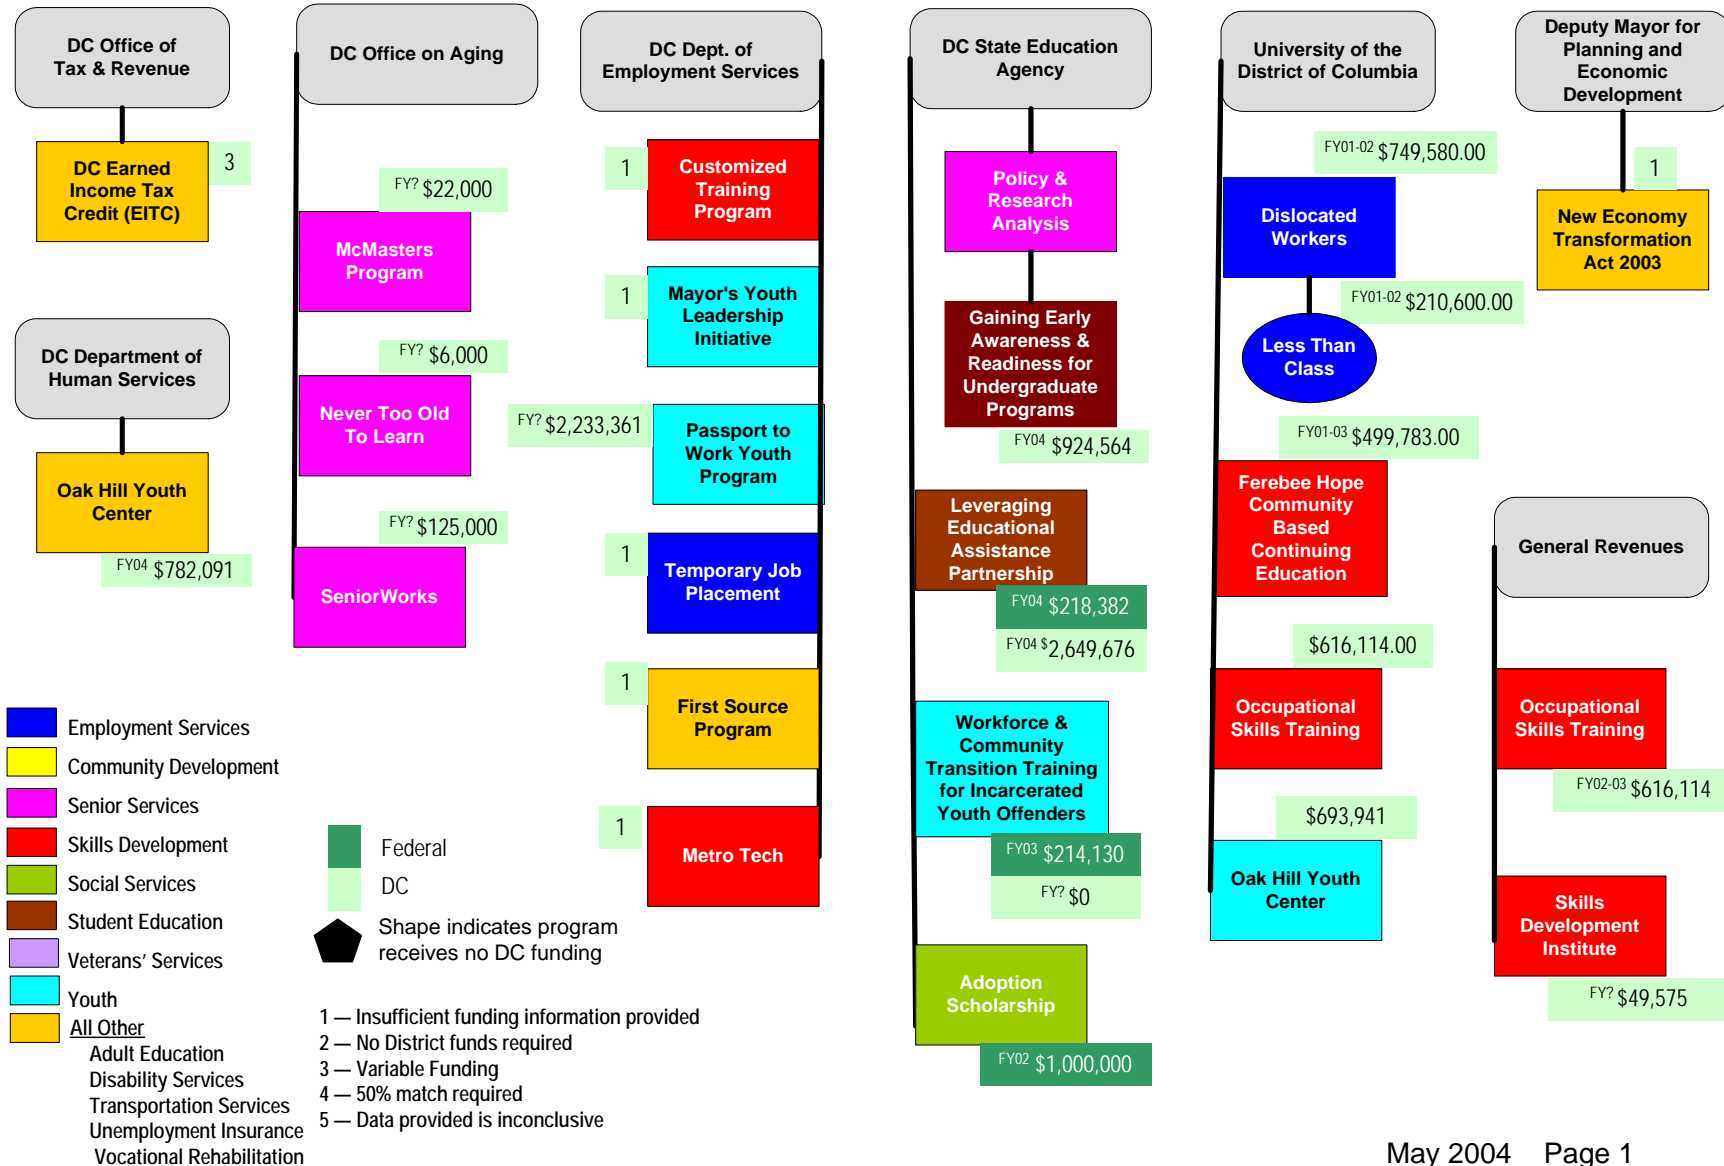 DC Office of
Tax & Revenue
DC Earned
Income Tax
Credit (EITC)
3
DC Department of
Human Services
Oak Hill Youth
Center
FY04 $782,091
DC Office on Aging
FY? $22,000
McMasters
Program
FY? $6,000
Never Too Old
To Learn
FY? $125,000
SeniorWorks
DC Dept. of
Employment Services
1
Customized
Training
Program
1
Mayor's Youth
Leadership
Initiative
FY? $2,233,361
Passport to
Work Youth
Program
1
Temporary Job
Placement
1
First Source
Program
1
Metro Tech
DC State Education
Agency
Policy &
Research
Analysis
Gaining Early
Awareness &
Readiness for
Undergraduate
Programs
FY04 $924,564
Leveraging
Educational
Assistance
Partnership
FY04 $218,382
FY04 $2,649,676
Workforce &
Community
Transition Training
for Incarcerated
Youth Offenders
FY03 $214,130
FY? $0
Adoption
Scholarship
FY02 $1,000,000
University of the
District of Columbia
FY01-02 $749,580.00
Dislocated
Workers
FY01-02 $210,600.00
Less Than
Class
FY01-03 $499,783.00
Ferebee Hope
Community
Based
Continuing
Education
$616,114.00
Occupational
Skills Training
$693,941
Oak Hill Youth
Center
Deputy Mayor for
Planning and
Economic
Development
1
New Economy
Transformation
Act 2003
General Revenues
Occupational
Skills Training
FY02-03 $616,114
Skills
Development
Institute
FY? $49,575
Employment Services
Community Development
Senior Services
Skills Development
Social Services
Student Education
Veterans' Services
Youth
All Other
Adult Education
Disability Services
Transportation Services
Unemployment Insurance
Vocational Rehabilitation
Federal
DC
Shape indicates program
receives no DC funding
1 — Insufficient funding information provided
2 — No District funds required
3 — Variable Funding
4 — 50% match required
5 — Data provided is inconclusive
May 2004 Page 1